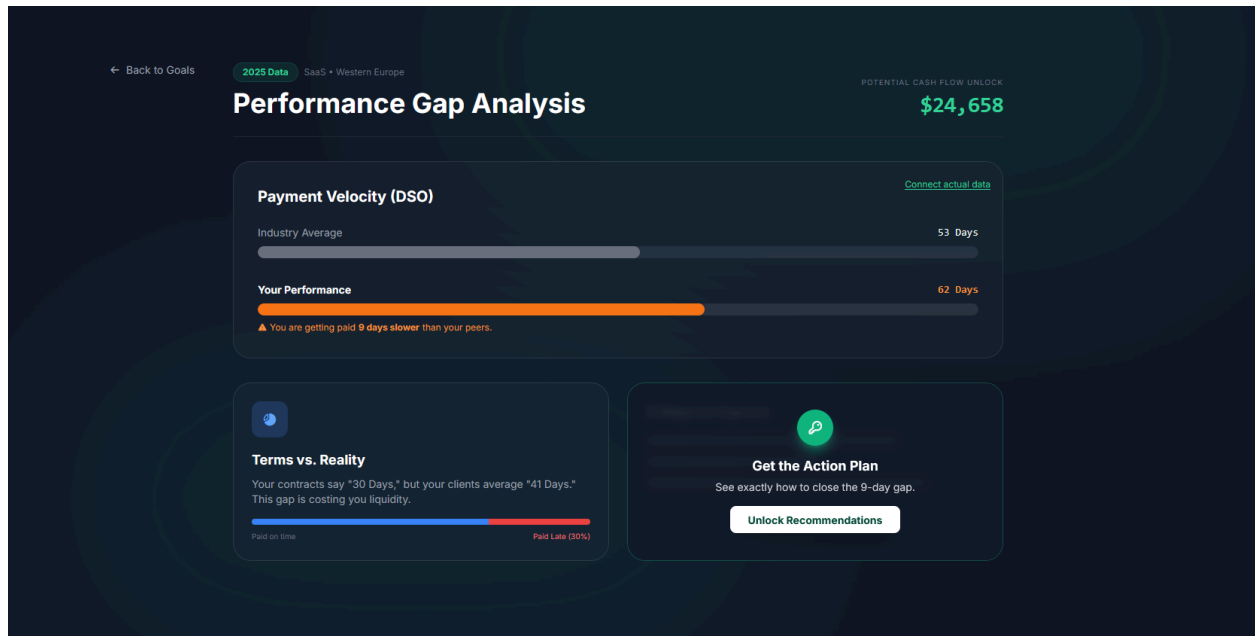 ← Back to Goals
2025 Data SaaS • Western Europe
Performance Gap Analysis
POTENTIAL CASH FLOW UNLOCK
$24,658
Payment Velocity (DSO)
Connect actual data
Industry Average 53 Days
Your Performance 62 Days
You are getting paid 9 days slower than your peers.
Terms vs. Reality
Your contracts say "30 Days," but your clients average "41 Days."
This gap is costing you liquidity.
Paid on time Paid Late (30%)
Get the Action Plan
See exactly how to close the 9-day gap.
Unlock Recommendations